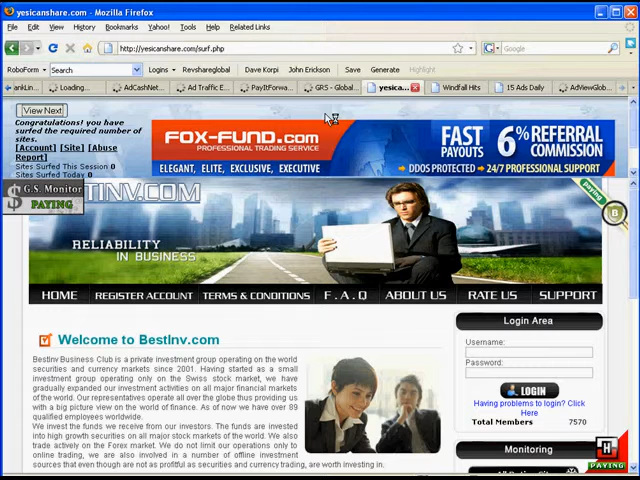 yesicanshare.com - Mozilla Firefox
File Edit View History Bookmarks Yahoo! Tools Help Related Links
http://yesicanshare.com/surf.php
Google
RoboForm Search Logins Revshareglobal Dave Korpi John Erickson Save Generate Highlight
ankLin... Loading... AdCashNet... Ad Traffic E... PayItForwa... GRS - Global... yesica... Windfall Hits 15 Ads Daily AdViewGlob...
View Next
Congratulations! you have
surfed the required number of
sites.
[Account] [Site] [Abuse
Report]
Sites Surfed This Session 0
Sites Surfed Today 0
FOX-FUND.COM
PROFESSIONAL TRADING SERVICE
ELEGANT, ELITE, EXCLUSIVE, EXECUTIVE
FAST
PAYOUTS
6% REFERRAL
COMMISSION
DDOS PROTECTED 24/7 PROFESSIONAL SUPPORT
G.S. Monitor
PAYING
STINV.COM
paying
B
RELIABILITY
IN BUSINESS
HOME REGISTER ACCOUNT TERMS & CONDITIONS F.A.Q ABOUT US RATE US SUPPORT
Welcome to BestInv.com
BestInv Business Club is a private investment group operating on the world
securities and currency markets since 2001. Having started as a small
investment group operating only on the Swiss stock market, we have
gradually expanded our investment activities on all major financial markets
of the world. Our representatives operate all over the globe thus providing us
with a big picture view on the world of finance. As of now we have over 89
qualified employees worldwide.
We invest the funds we receive from our investors. The funds are invested
into high growth securities on all major stock markets of the world. We also
trade actively on the Forex market. We do not limit our operations only to
online trading, we are also involved in a number of offline investment
sources that even though are not as profitful as securities and currency trading, are worth investing in.
Login Area
Username:
Password:
LOGIN
Having problems to login? Click
Here
Total Members 7570
Monitoring
H
PAYING